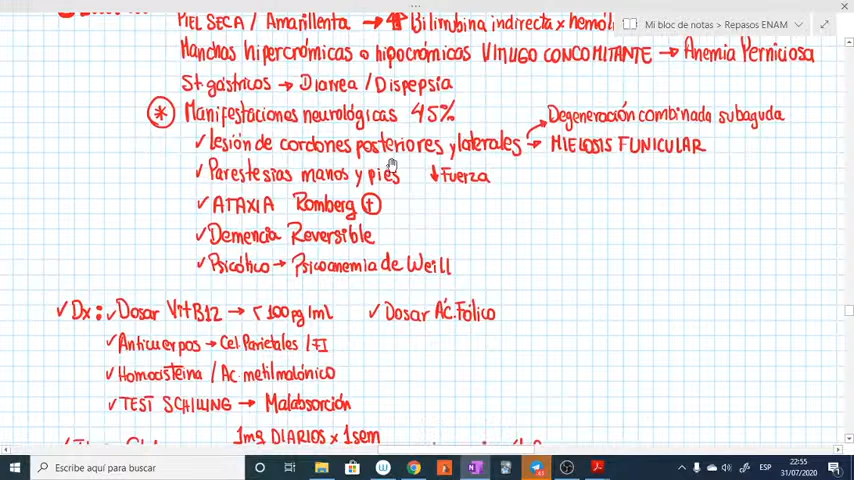 Mi bloc de notas » Repasos ENAM
PIEL SECA / Amarillenta → Bilirrubina indirecta x
Manchas hipercrómicas o hipocrómicas VITILIGO CONCOMITANTE → Anemia Perniciosa
St gástricos → Diarrea / Dispepsia
* Manifestaciones neurológicas 45%
✓ Lesión de cordones posteriores y laterales → MIELOSIS FUNICULAR
Degeneración combinada subaguda
✓ Parestesias manos y pies ↓Fuerza
✓ ATAXIA Romberg +
✓ Demencia Reversible
✓ Psicótico → Psicoanemia de Weill
✓ Dx: ✓ Dosar Vit B12 → < 100 pg/ml ✓ Dosar Ac. Fólico
✓ Anticuerpos → Cel. Parietales / FI
✓ Homocisteina / Ac. metilmalónico
✓ TEST SCHILLING → Malabsorción
1mg DIARIOS x 1sem
Escribe aquí para buscar
ESP
22:55
31/07/2020